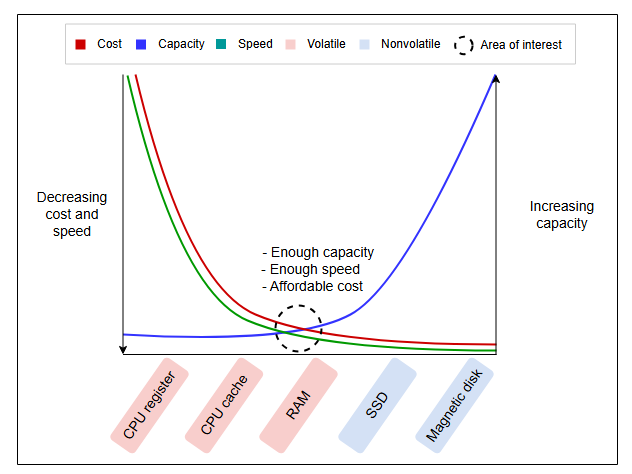 Cost Capacity Speed Volatile Nonvolatile Area of interest
Decreasing
cost and
speed
Increasing
capacity
- Enough capacity
- Enough speed
- Affordable cost
CPU register
CPU cache
RAM
SSD
Magnetic disk